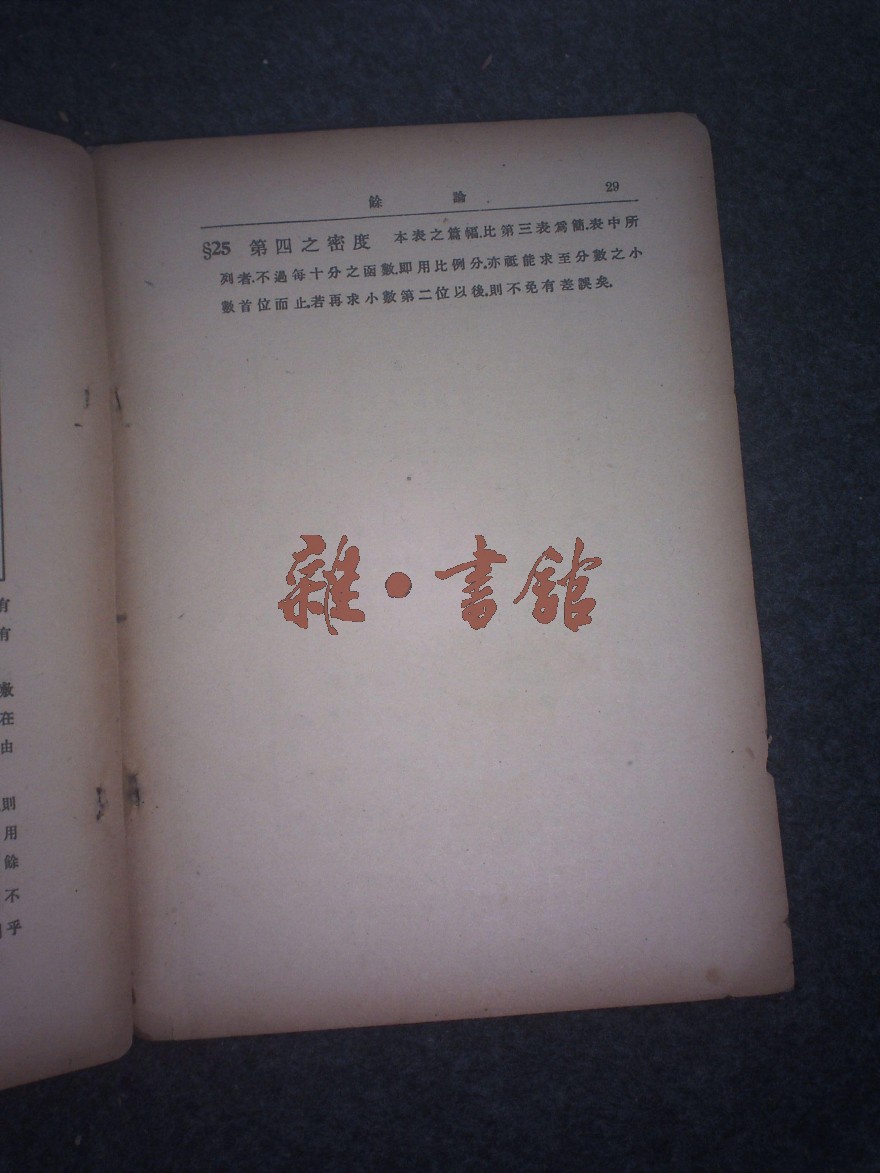 餘論 29
§25 第四之密度 本表之篇幅.比第三表爲簡.表中所
列者.不過每十分之函數.即用比例分.亦祇能求至分數之小
數首位而止.若再求小數第二位以後.則不免有差誤矣.
雜•書館
有
有
數
在
由
則
用
餘
不
乎